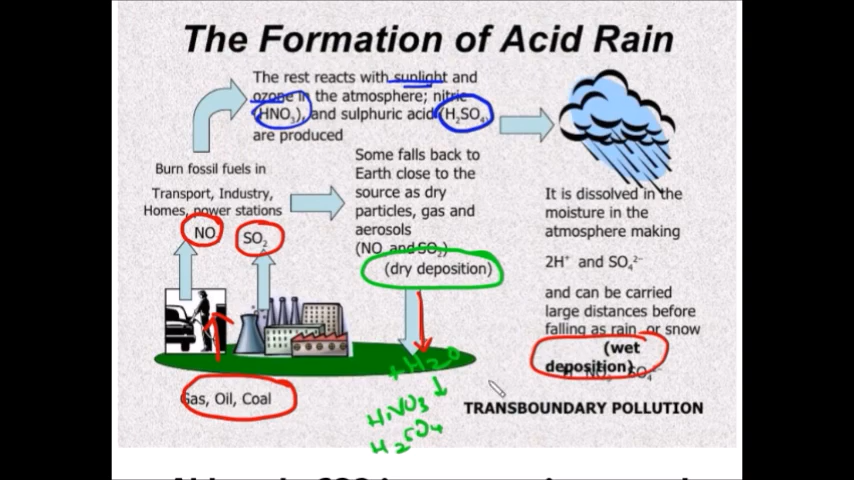 The Formation of Acid Rain
The rest reacts with sunlight and
ozone in the atmosphere; nitric
(HNO3), and sulphuric acid (H2SO4)
are produced
Burn fossil fuels in
Transport, Industry,
Homes, power stations
NO
SO2
Some falls back to
Earth close to the
source as dry
particles, gas and
aerosols
(NO and SO2)
(dry deposition)
It is dissolved in the
moisture in the
atmosphere making
2H+ and SO4 2-
and can be carried
large distances before
falling as rain or snow
(wet
deposition)
Gas, Oil, Coal
+ H2O
↓
HNO3
H2SO4
TRANSBOUNDARY POLLUTION